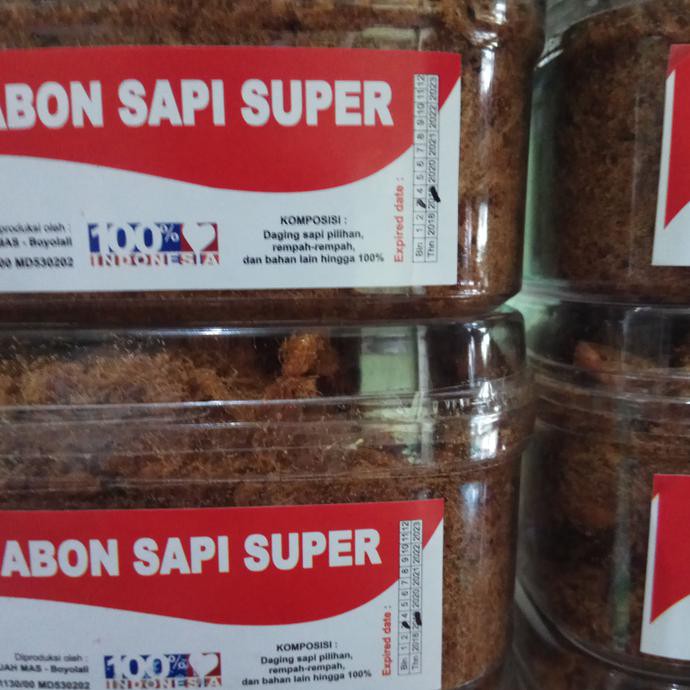 ABON SAPI SUPER
Diproduksi oleh :
MAS - Boyolali
/00 MD530202
100%
INDONESIA
KOMPOSISI :
Daging sapi pilihan,
rempah-rempah,
dan bahan lain hingga 100%
Expired date :
Bln 1 2 4 5 6 7 8 9 10 11 12
Thn 2018 2020 2021 2022 2023
ABON SAPI SUPER
Diproduksi oleh :
JAH MAS - Boyolali
1130/00 MD530202
100%
INDONESIA
KOMPOSISI :
Daging sapi pilihan,
rempah-rempah,
dan bahan lain hingga 100%
Expired date :
Bln 1 2 4 5 6 7 8 9 10 11 12
Thn 2018 2020 2021 2022 2023